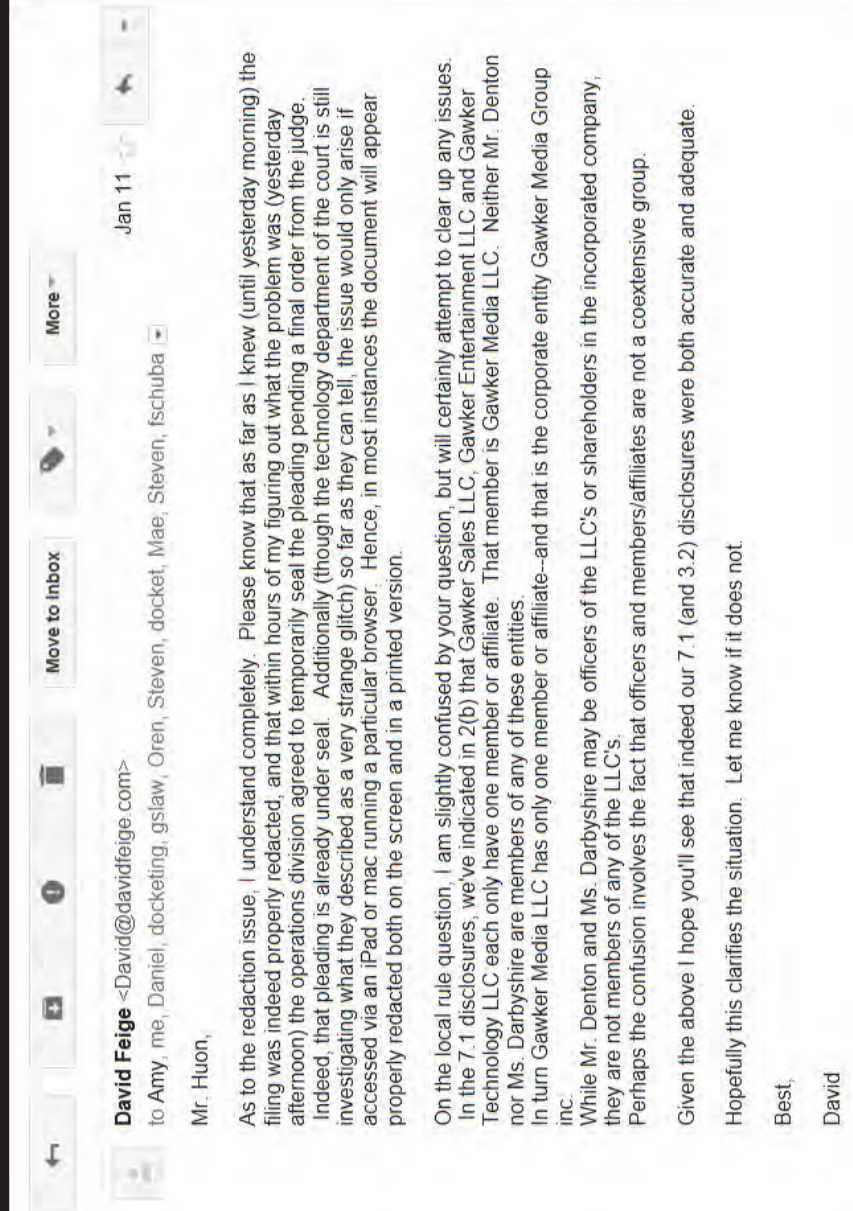 Move to Inbox
More
David Feige <David@davidfeige.com>
Jan 11
to Amy, me, Daniel, docketing, gslaw, Oren, Steven, docket, Mae, Steven, fschuba
Mr. Huon,
As to the redaction issue, I understand completely.  Please know that as far as I knew (until yesterday morning) the
filing was indeed properly redacted, and that within hours of my figuring out what the problem was (yesterday
afternoon) the operations division agreed to temporarily seal the pleading pending a final order from the judge.
Indeed, that pleading is already under seal.   Additionally (though the technology department of the court is still
investigating what they described as a very strange glitch) so far as they can tell, the issue would only arise if
accessed via an iPad or mac running a particular browser.  Hence, in most instances the document will appear
properly redacted both on the screen and in a printed version.
On the local rule question, I am slightly confused by your question, but will certainly attempt to clear up any issues.
In the 7.1 disclosures, we've indicated in 2(b) that Gawker Sales LLC, Gawker Entertainment LLC and Gawker
Technology LLC each only have one member or affiliate.  That member is Gawker Media LLC.  Neither Mr. Denton
nor Ms. Darbyshire are members of any of these entities.
In turn Gawker Media LLC has only one member or affiliate--and that is the corporate entity Gawker Media Group
inc.
While Mr. Denton and Ms. Darbyshire may be officers of the LLC's or shareholders in the incorporated company,
they are not members of any of the LLC's.
Perhaps the confusion involves the fact that officers and members/affiliates are not a coextensive group.
Given the above I hope you'll see that indeed our 7.1 (and 3.2) disclosures were both accurate and adequate.
Hopefully this clarifies the situation.  Let me know if it does not.
Best,
David